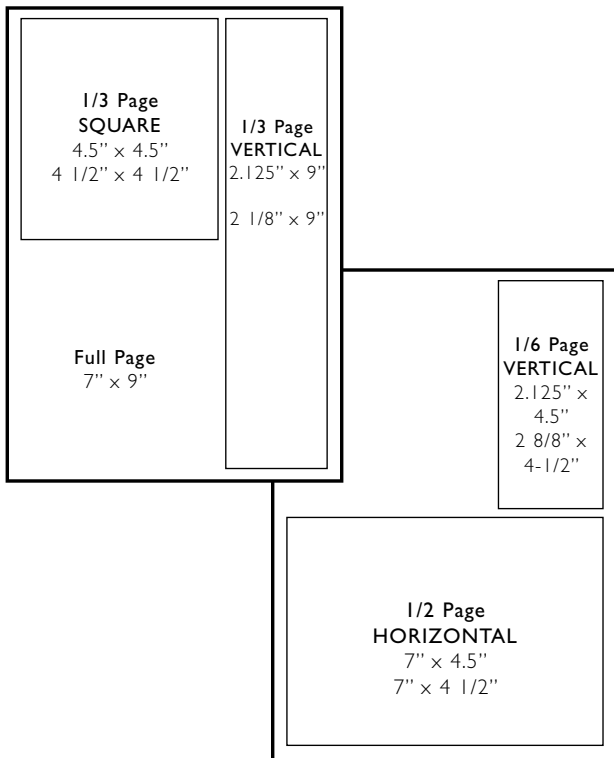 1/3 Page
SQUARE
4.5” x 4.5”
4 1/2” x 4 1/2”
1/3 Page
VERTICAL
2.125” x 9”
2 1/8” x 9”
Full Page
7” x 9”
1/6 Page
VERTICAL
2.125” x
4.5”
2 8/8” x
4-1/2”
1/2 Page
HORIZONTAL
7” x 4.5”
7” x 4 1/2”